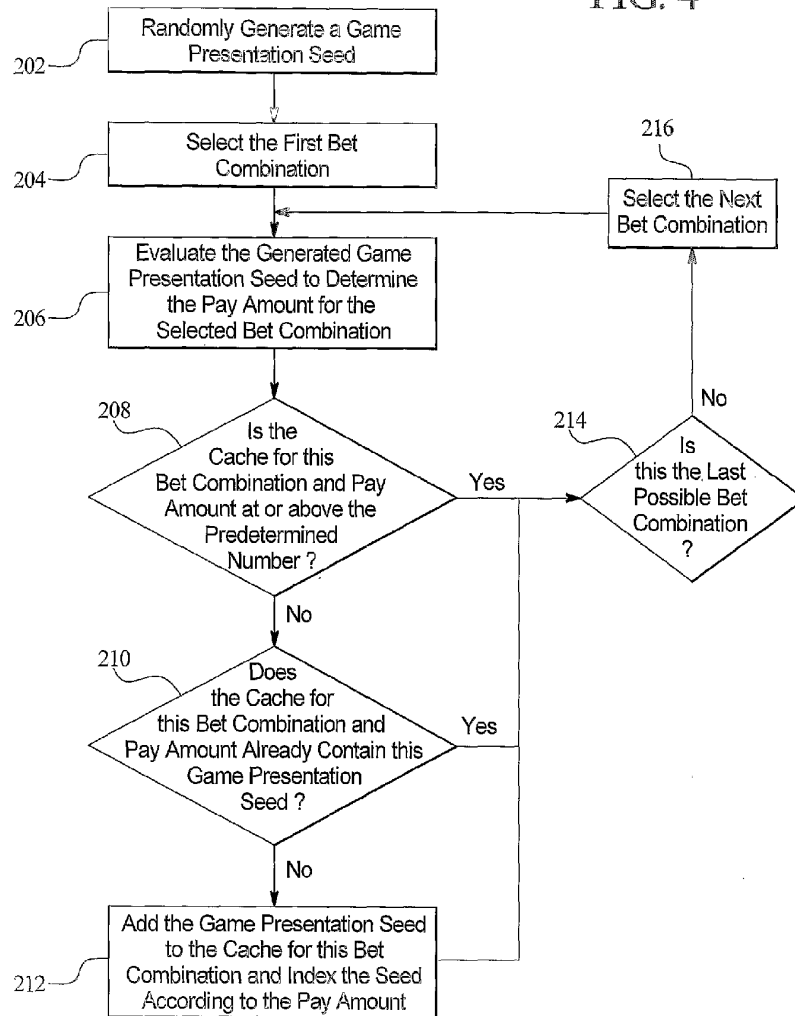 FIG. 4
202
Randomly Generate a Game
Presentation Seed
204
Select the First Bet
Combination
216
Select the Next
Bet Combination
206
Evaluate the Generated Game
Presentation Seed to Determine
the Pay Amount for the
Selected Bet Combination
208
Is the
Cache for this
Bet Combination and Pay
Amount at or above the
Predetermined
Number ?
Yes
No
214
Is
this the Last
Possible Bet
Combination
?
No
210
Does
the Cache for
this Bet Combination and
Pay Amount Already Contain this
Game Presentation
Seed ?
Yes
No
212
Add the Game Presentation Seed
to the Cache for this Bet
Combination and Index the Seed
According to the Pay Amount